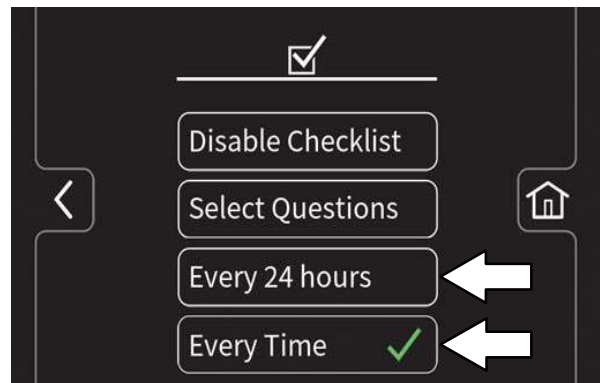 Disable Checklist
Select Questions
Every 24 hours
Every Time